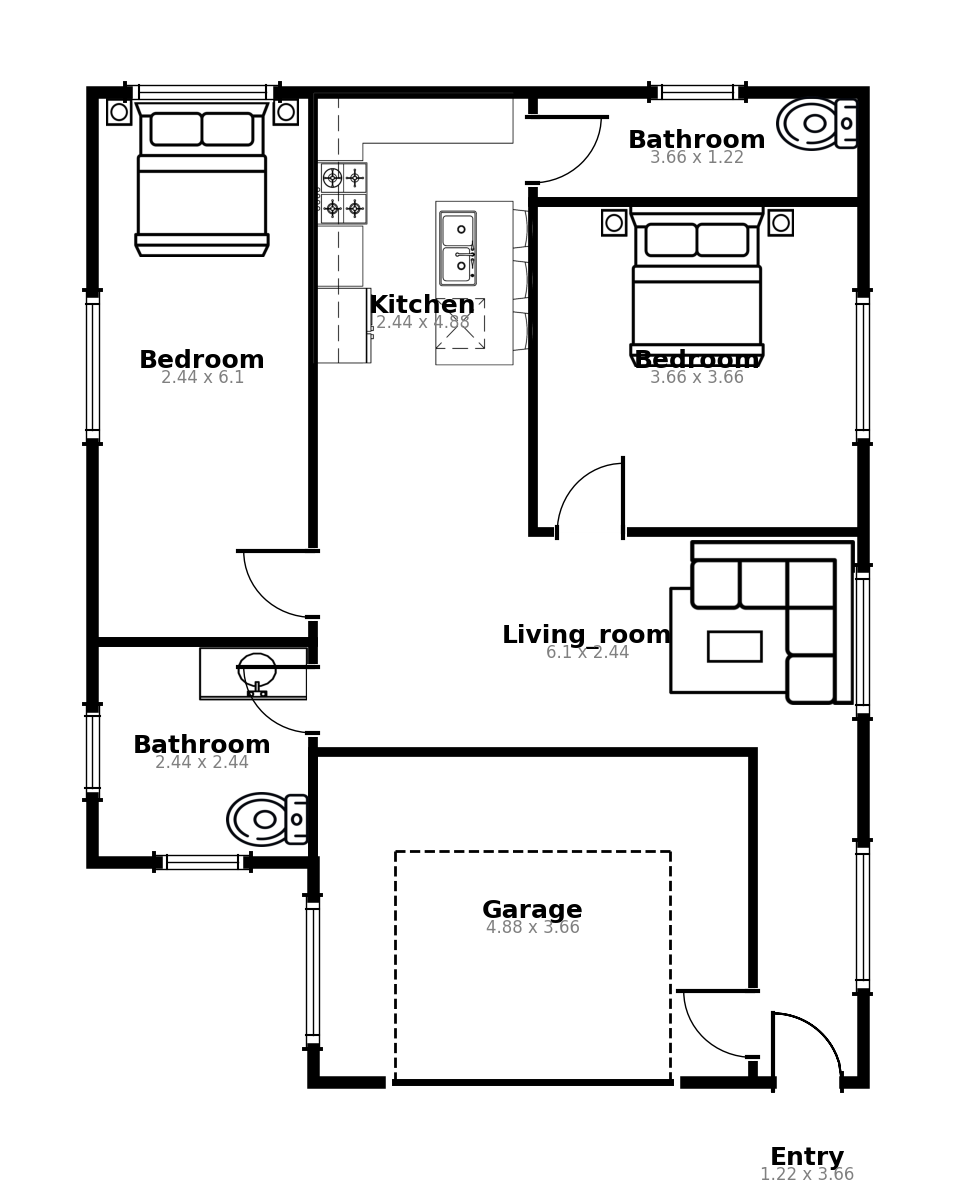 Bathroom
3.66 x 1.22
Kitchen
2.44 x 4.88
Bedroom
2.44 x 6.1
Bedroom
3.66 x 3.66
Living_room
6.1 x 2.44
Bathroom
2.44 x 2.44
Garage
4.88 x 3.66
Entry
1.22 x 3.66